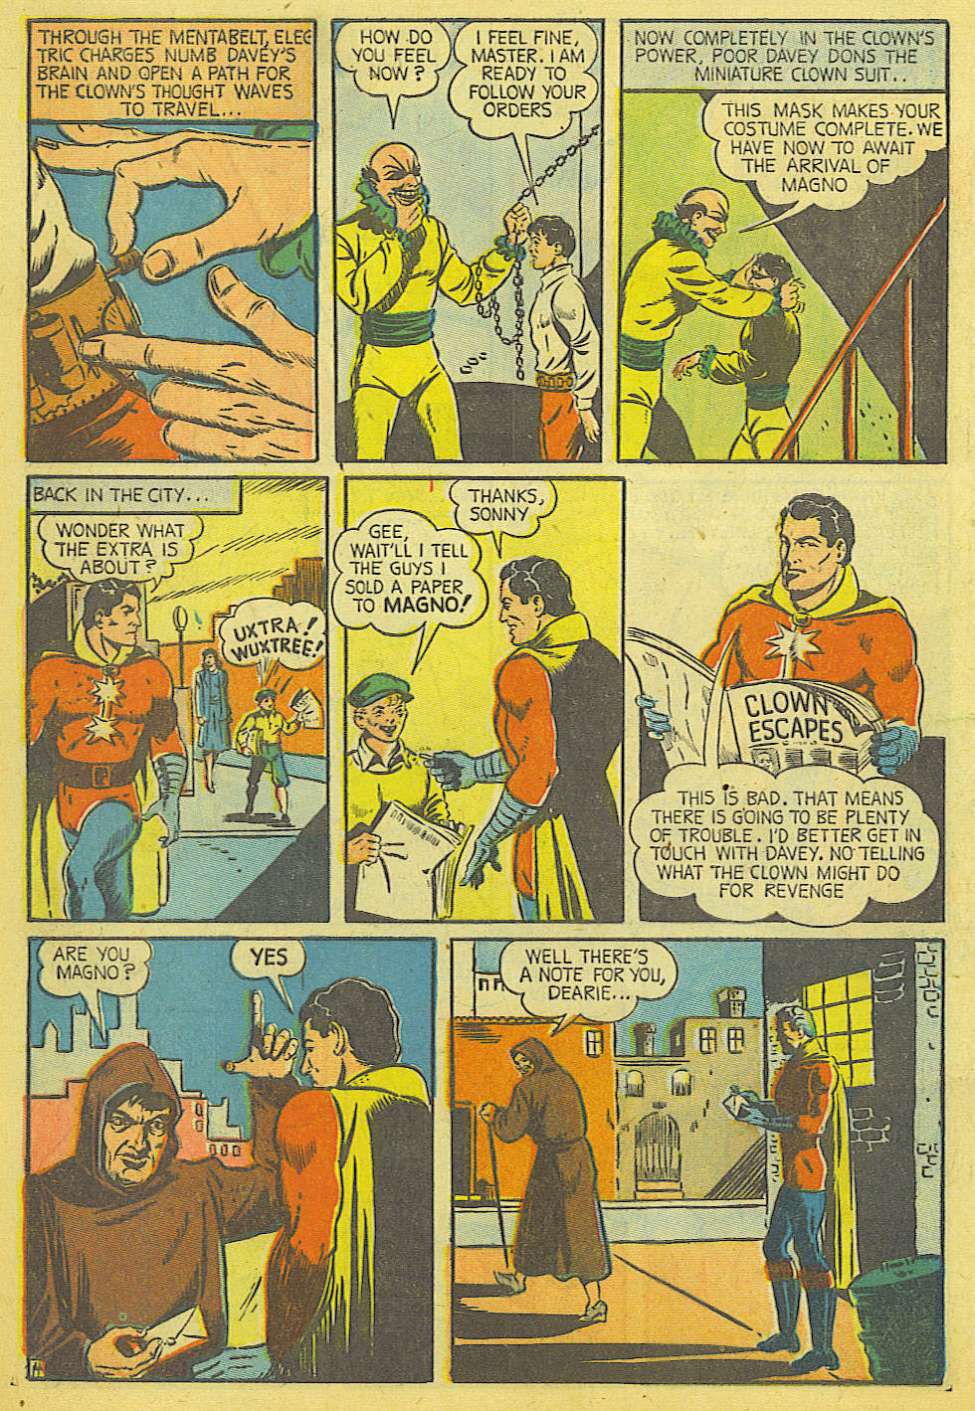 THROUGH THE MENTABELT, ELEC
TRIC CHARGES NUMB DAVEY'S
BRAIN AND OPEN A PATH FOR
THE CLOWN'S THOUGHT WAVES
TO TRAVEL...
HOW DO
YOU FEEL
NOW?
I FEEL FINE,
MASTER. I AM
READY TO
FOLLOW YOUR
ORDERS
NOW COMPLETELY IN THE CLOWN'S
POWER, POOR DAVEY DONS THE
MINIATURE CLOWN SUIT..
THIS MASK MAKES YOUR
COSTUME COMPLETE. WE
HAVE NOW TO AWAIT
THE ARRIVAL OF
MAGNO
BACK IN THE CITY...
WONDER WHAT
THE EXTRA IS
ABOUT?
UXTRA!
WUXTREE!
GEE,
WAIT'LL I TELL
THE GUYS I
SOLD A PAPER
TO MAGNO!
THANKS,
SONNY
CLOWN
ESCAPES
THIS IS BAD. THAT MEANS
THERE IS GOING TO BE PLENTY
OF TROUBLE. I'D BETTER GET IN
TOUCH WITH DAVEY. NO TELLING
WHAT THE CLOWN MIGHT DO
FOR REVENGE
ARE YOU
MAGNO?
YES
WELL THERE'S
A NOTE FOR YOU,
DEARIE...
4